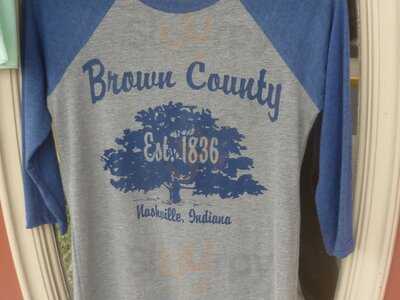 Brown County
Est. 1836
Nashville, Indiana